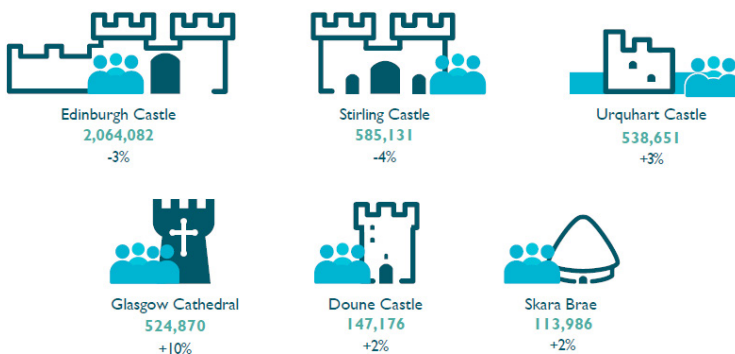 Edinburgh Castle
2,064,082
-3%
Stirling Castle
585,131
-4%
Urquhart Castle
538,651
+3%
Glasgow Cathedral
524,870
+10%
Doune Castle
147,176
+2%
Skara Brae
113,986
+2%